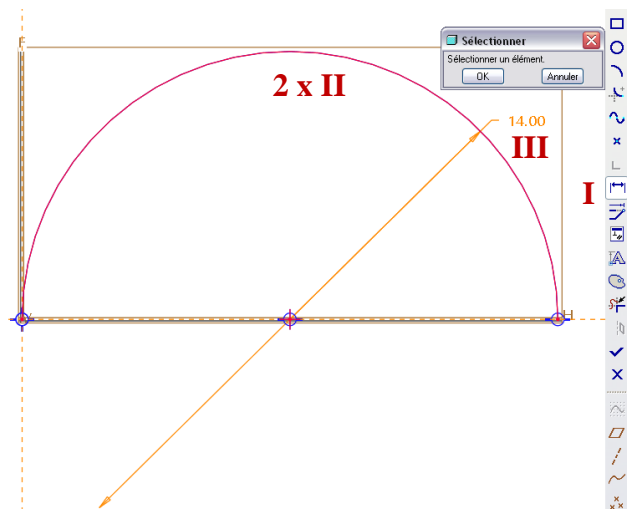 Sélectionner
Sélectionner un élément.
OK
Annuler
2 x II
14.00
III
I
H